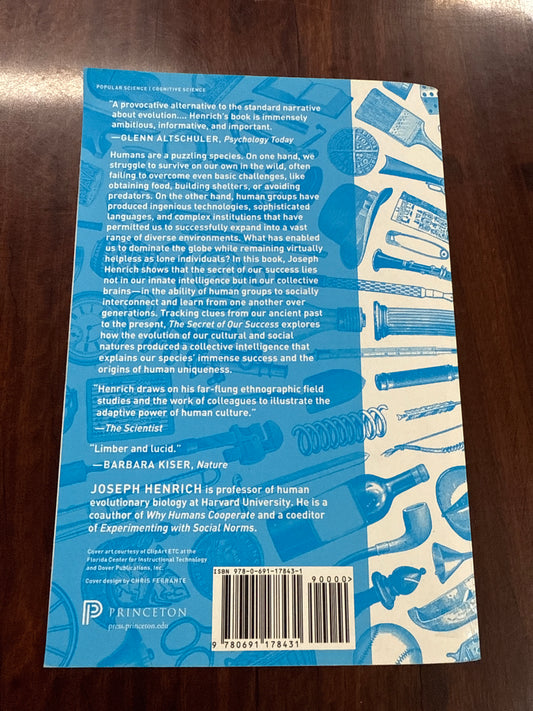 POPULAR SCIENCE | COGNITIVE SCIENCE
"A provocative alternative to the standard narrative
about evolution.... Henrich's book is immensely
ambitious, informative, and important.
—GLENN ALTSCHULER, Psychology Today
Humans are a puzzling species. On one hand, we
struggle to survive on our own in the wild, often
failing to overcome even basic challenges, like
obtaining food, building shelters, or avoiding
predators. On the other hand, human groups have
produced ingenious technologies, sophisticated
languages, and complex institutions that have
permitted us to successfully expand into a vast
range of diverse environments. What has enabled
us to dominate the globe while remaining virtually
helpless as lone individuals? In this book, Joseph
Henrich shows that the secret of our success lies
not in our innate intelligence but in our collective
brains—in the ability of human groups to socially
interconnect and learn from one another over
generations. Tracking clues from our ancient past
to the present, The Secret of Our Success explores
how the evolution of our cultural and social
natures produced a collective intelligence that
explains our species' immense success and the
origins of human uniqueness.
"Henrich draws on his far-flung ethnographic field
studies and the work of colleagues to illustrate the
adaptive power of human culture."
—The Scientist
"Limber and lucid."
—BARBARA KISER, Nature
JOSEPH HENRICH is professor of human
evolutionary biology at Harvard University. He is a
coauthor of Why Humans Cooperate and a coeditor
of Experimenting with Social Norms.
Cover art courtesy of ClipArt ETC at the
Florida Center for Instructional Technology
and Dover Publications, Inc.
Cover design by CHRIS FERRANTE
PRINCETON
press.princeton.edu
ISBN 978-0-691-17843-1
90000>
9 780691 178431